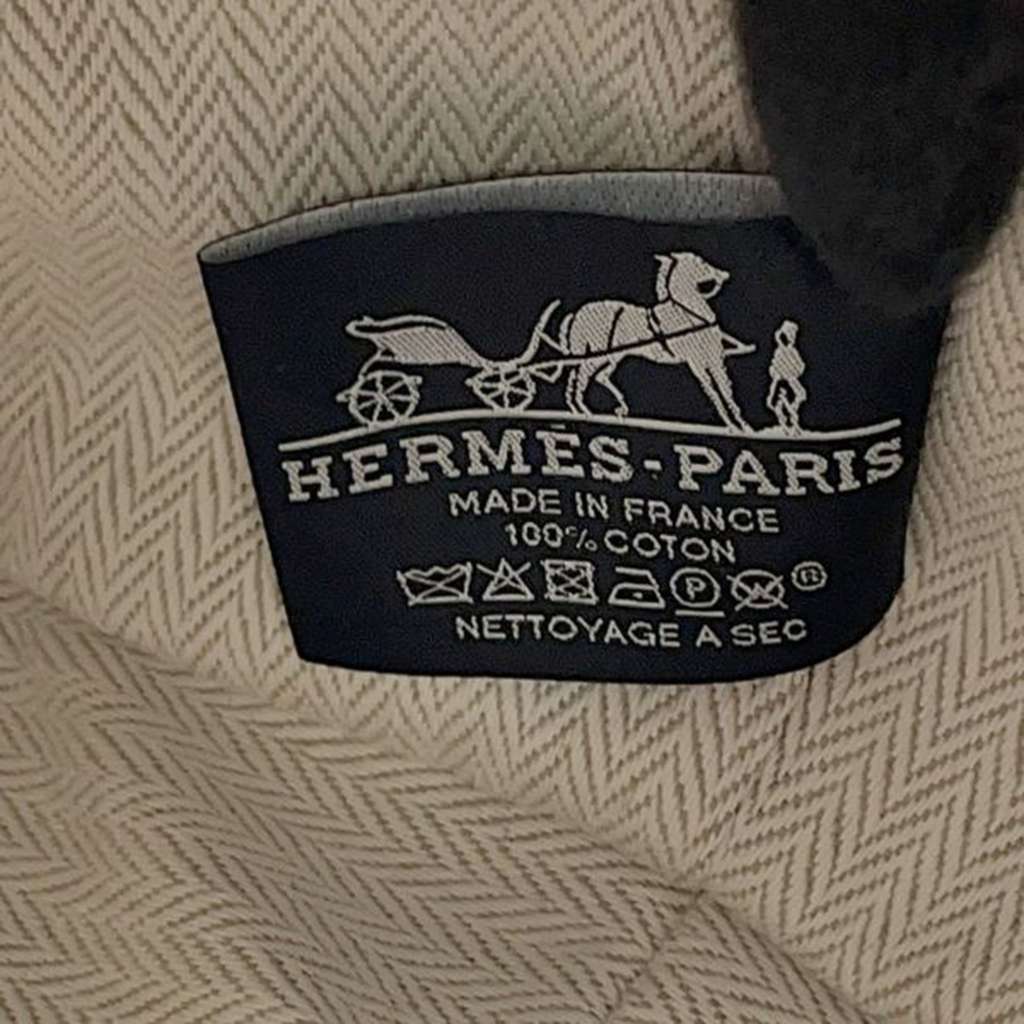 HERMÈS-PARIS
MADE IN FRANCE
100% COTON
P W ®
NETTOYAGE A SEC